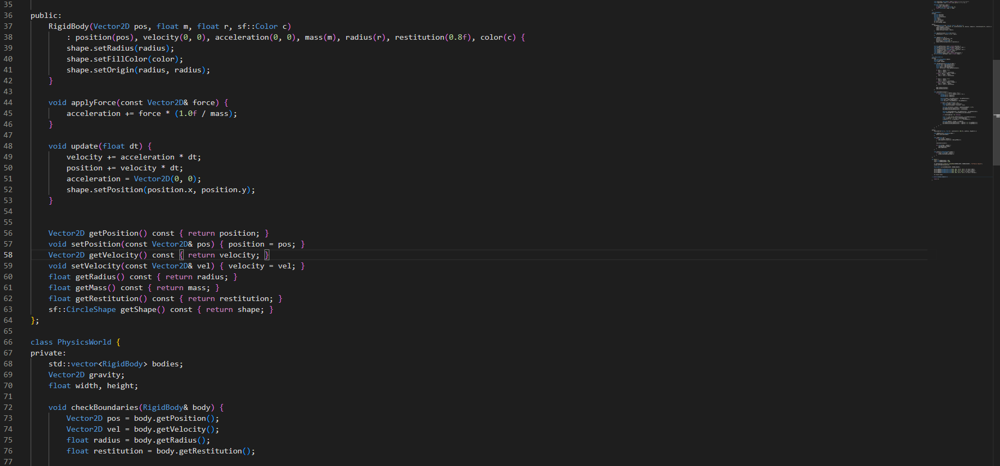 35
36 public:
37 RigidBody(Vector2D pos, float m, float r, sf::Color c)
38 : position(pos), velocity(0, 0), acceleration(0, 0), mass(m), radius(r), restitution(0.8f), color(c) {
39 shape.setRadius(radius);
40 shape.setFillColor(color);
41 shape.setOrigin(radius, radius);
42 }
43
44 void applyForce(const Vector2D& force) {
45 acceleration += force * (1.0f / mass);
46 }
47
48 void update(float dt) {
49 velocity += acceleration * dt;
50 position += velocity * dt;
51 acceleration = Vector2D(0, 0);
52 shape.setPosition(position.x, position.y);
53 }
54
55
56 Vector2D getPosition() const { return position; }
57 void setPosition(const Vector2D& pos) { position = pos; }
58 Vector2D getVelocity() const { return velocity; }
59 void setVelocity(const Vector2D& vel) { velocity = vel; }
60 float getRadius() const { return radius; }
61 float getMass() const { return mass; }
62 float getRestitution() const { return restitution; }
63 sf::CircleShape getShape() const { return shape; }
64 };
65
66 class PhysicsWorld {
67 private:
68 std::vector<RigidBody> bodies;
69 Vector2D gravity;
70 float width, height;
71
72 void checkBoundaries(RigidBody& body) {
73 Vector2D pos = body.getPosition();
74 Vector2D vel = body.getVelocity();
75 float radius = body.getRadius();
76 float restitution = body.getRestitution();
77